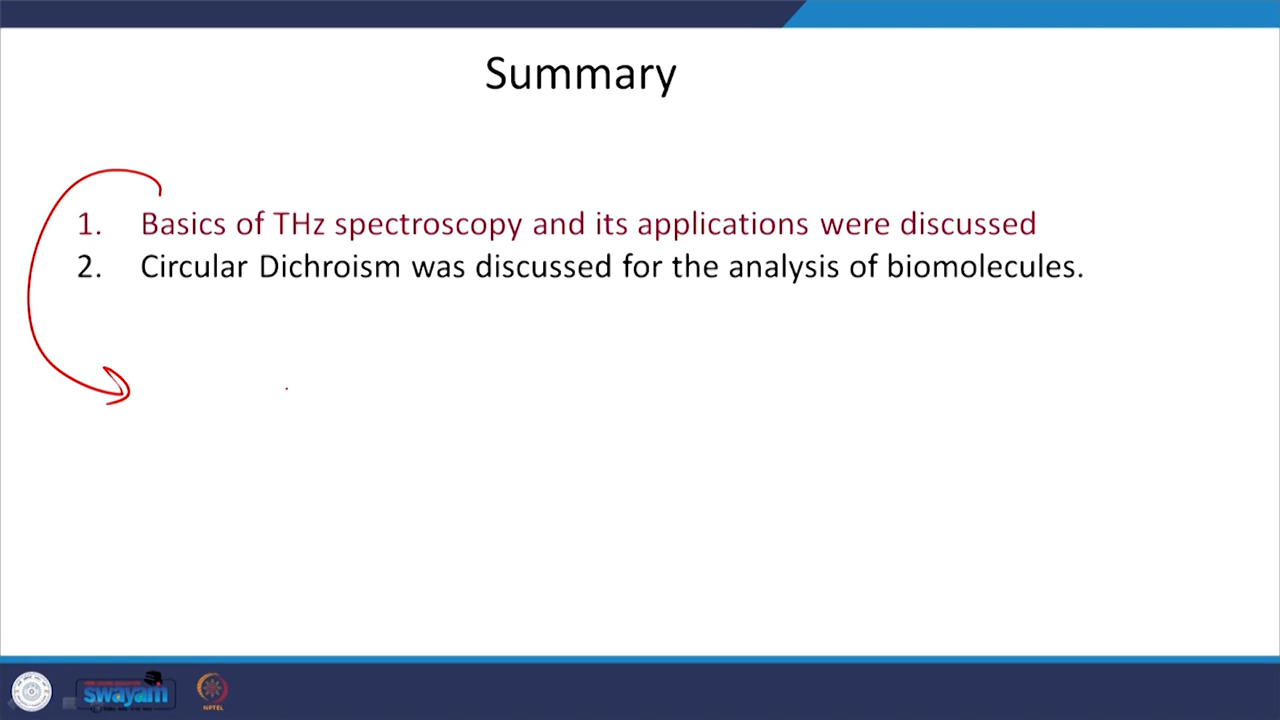 Summary
1. Basics of THz spectroscopy and its applications were discussed
2. Circular Dichroism was discussed for the analysis of biomolecules.
swayam
NPTEL